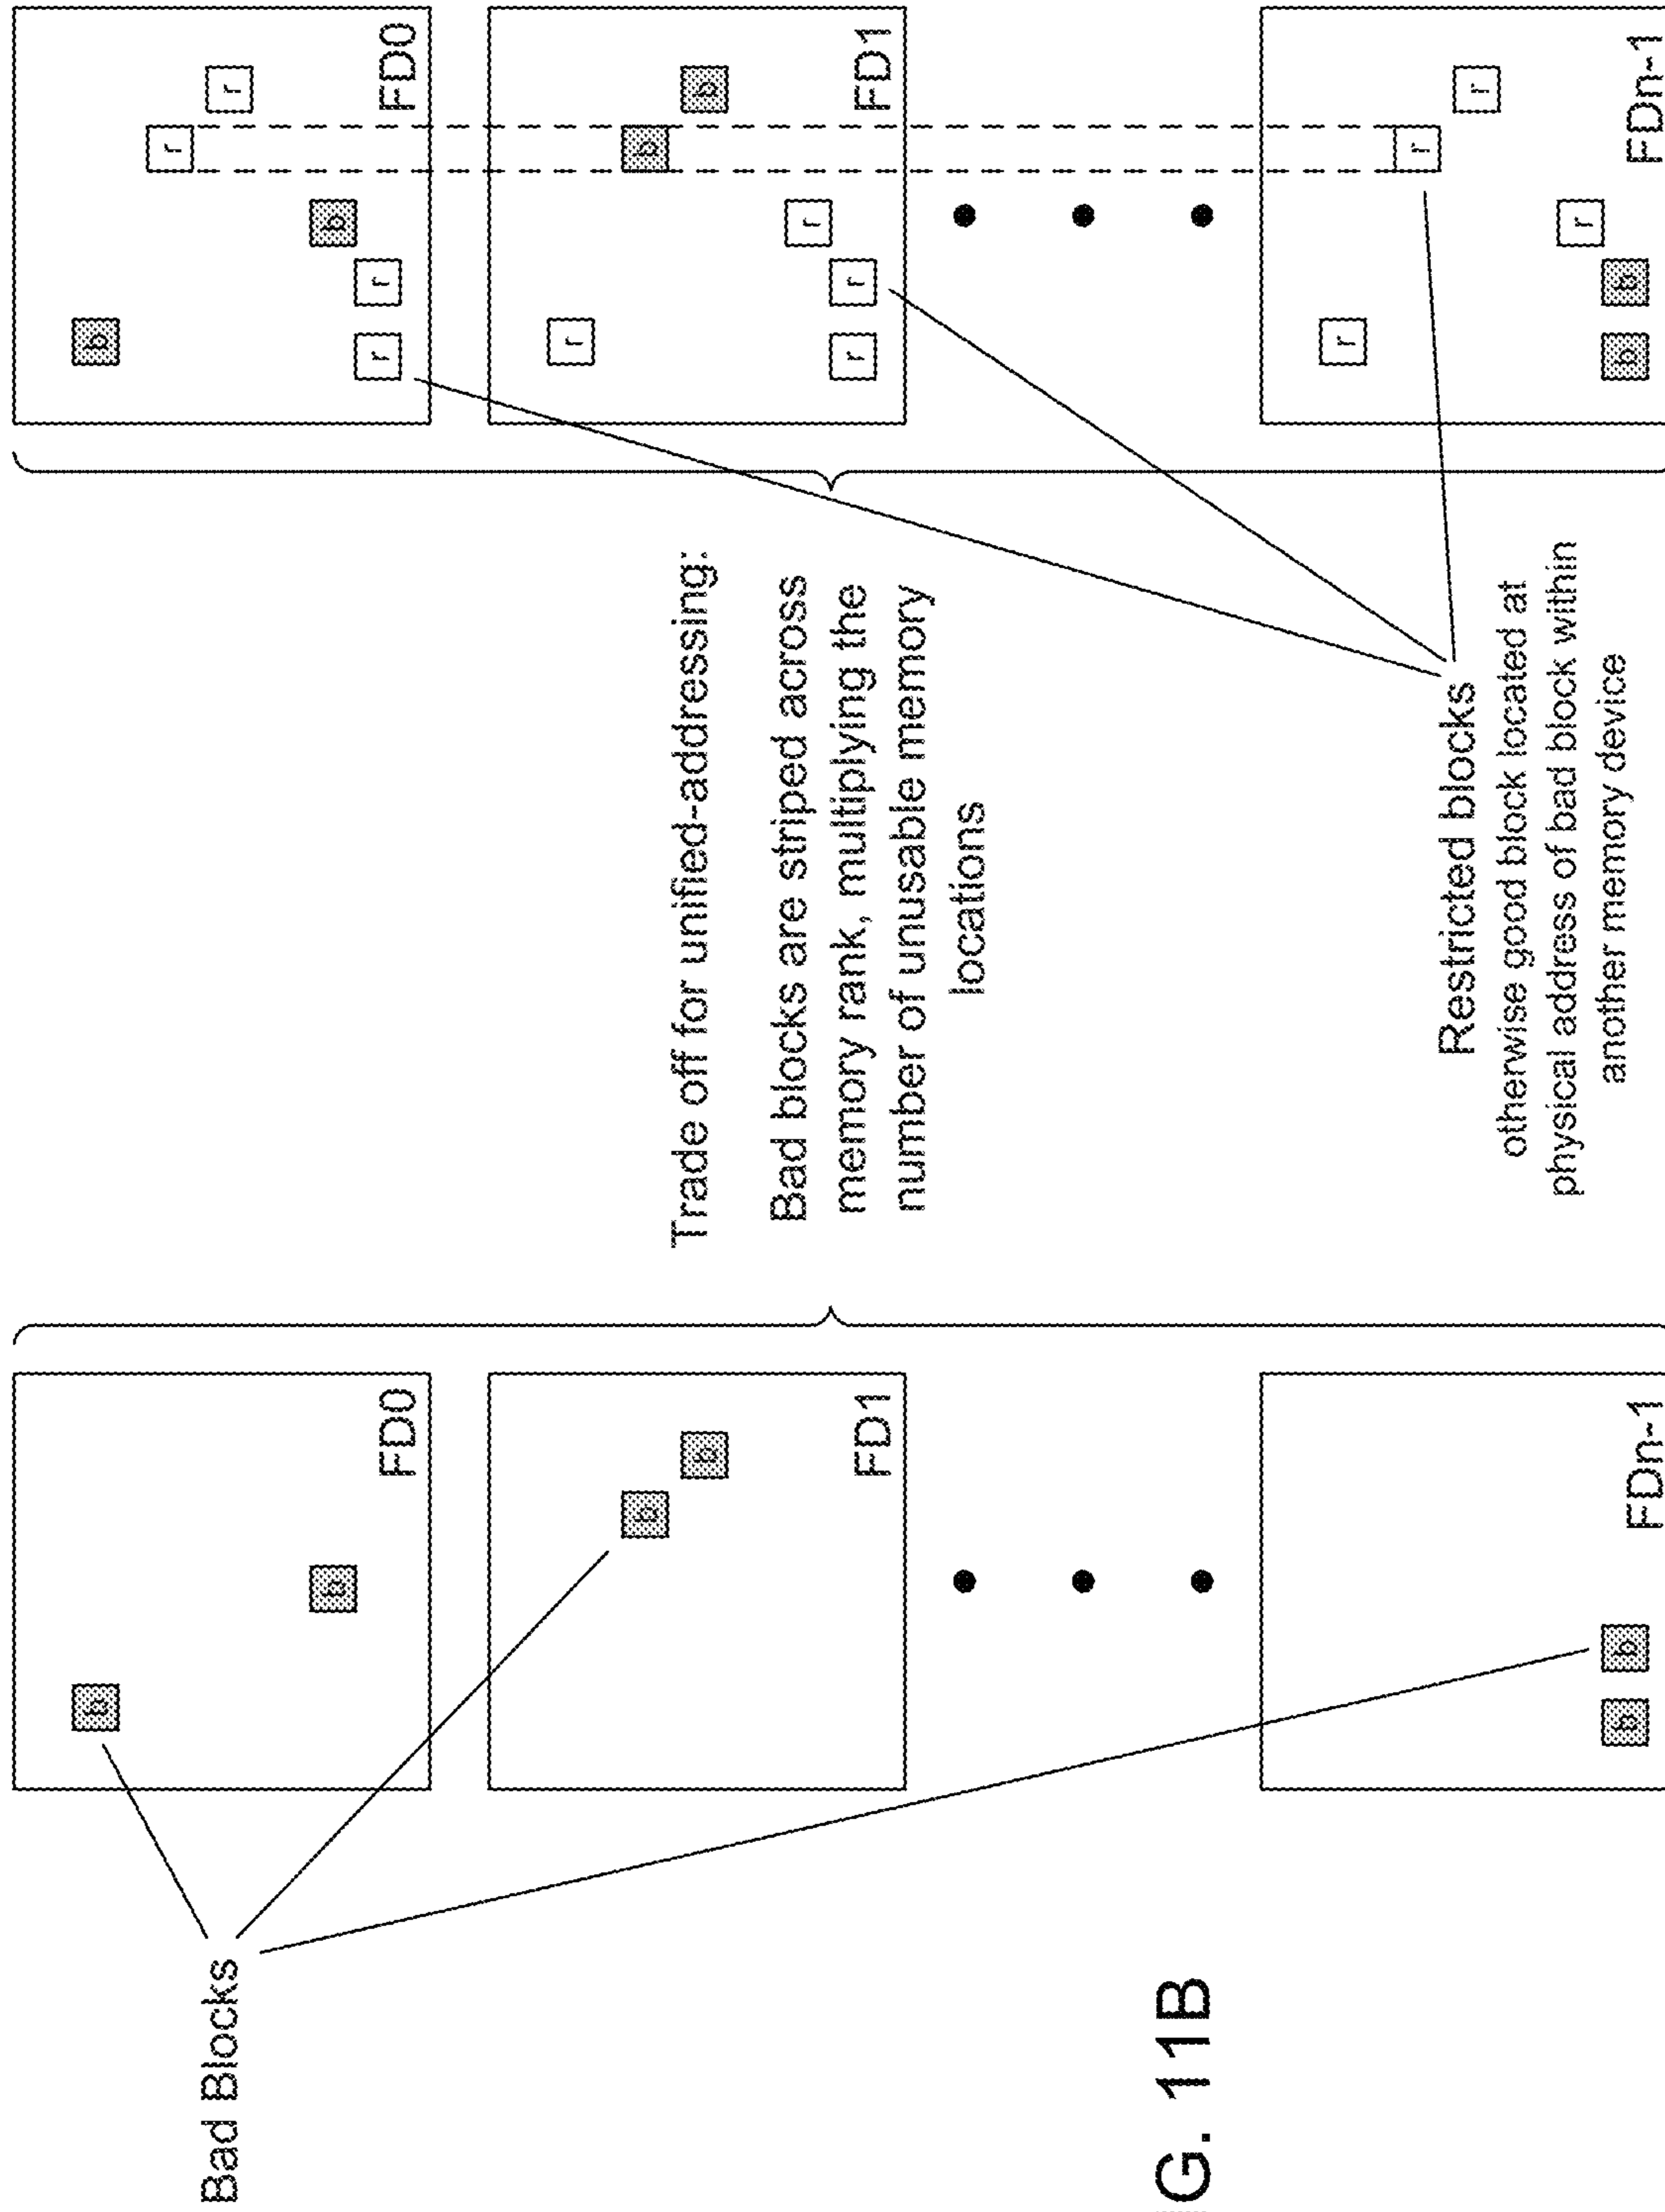 Bad Blocks
b
b
FD0
b
b
FD1
b b
FDn-1
Trade off for unified-addressing:
Bad blocks are striped across
memory rank, multiplying the
number of unusable memory
locations
Restricted blocks
otherwise good block located at
physical address of bad block within
another memory device
b
r
r
b
r r
FD0
r
b
b
r
r r
FD1
r
r
r
r
b b
FDn-1
G. 11B